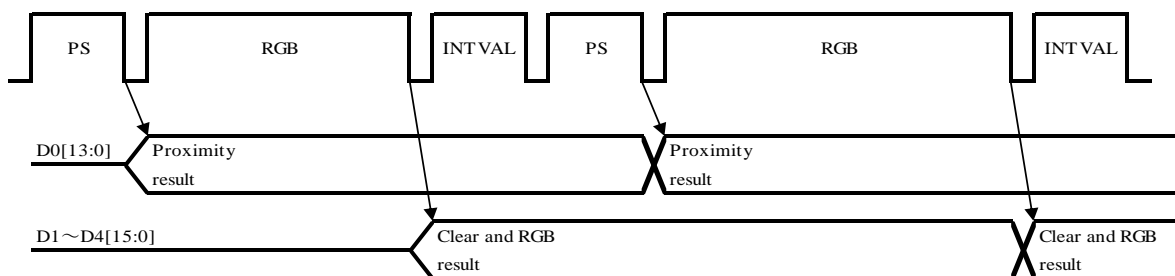 PS RGB INTVAL PS RGB INTVAL
D0[13:0] Proximity Proximity
result result
D1～D4[15:0] Clear and RGB Clear and RGB
result result